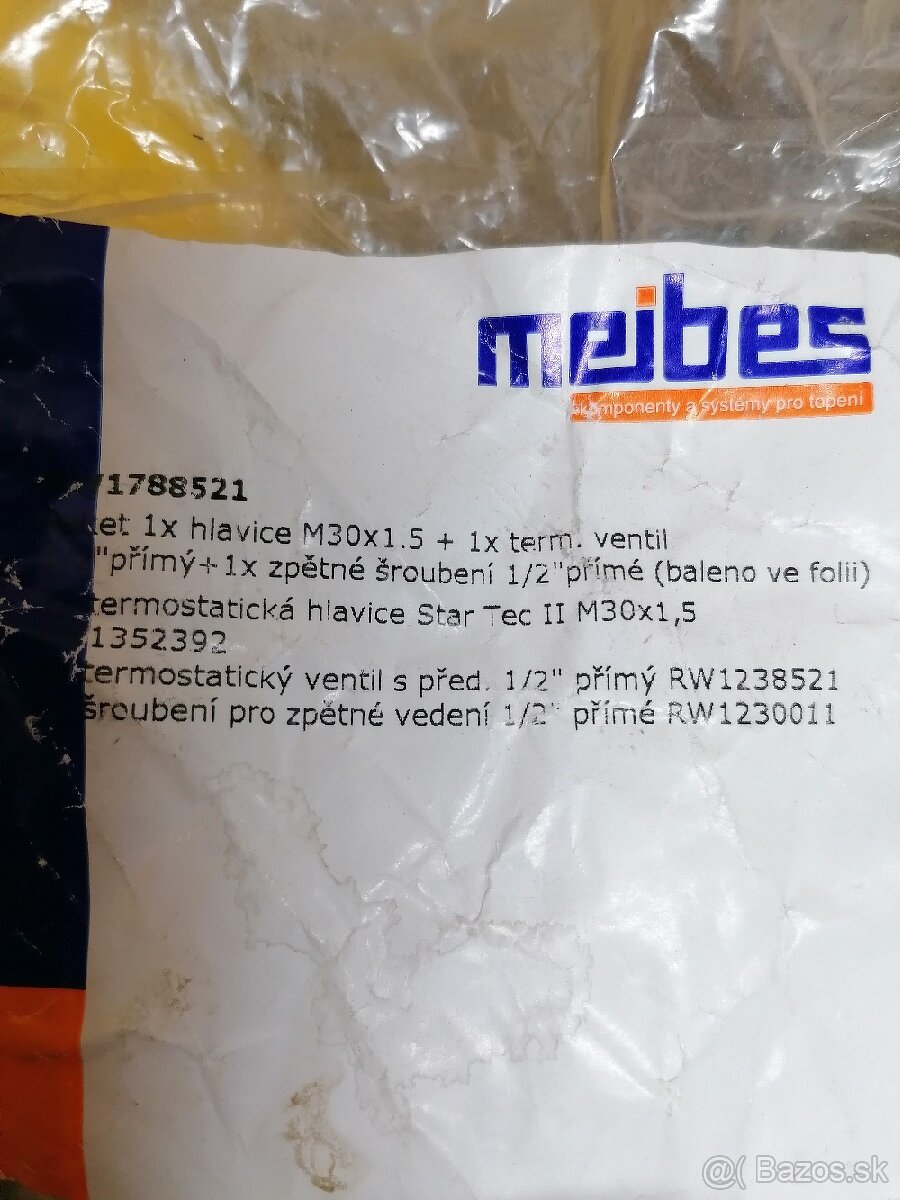 meibes
komponenty a systémy pro topení
71788521
et 1x hlavice M30x1.5 + 1x term. ventil
"přímý+1x zpětné šroubení 1/2"přímé (baleno ve folii)
termostatická hlavice Star Tec II M30x1,5
1352392
termostatický ventil s před. 1/2" přímý RW1238521
šroubení pro zpětné vedení 1/2" přímé RW1230011
@( Bazos.sk